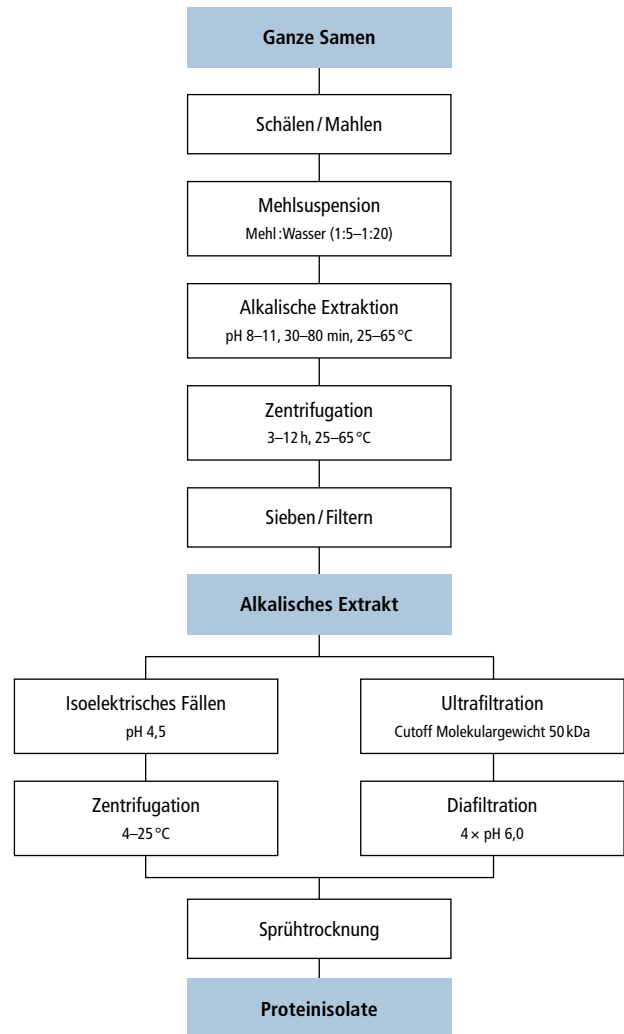 Ganze Samen
Schälen/Mahlen
Mehlsuspension
Mehl:Wasser (1:5–1:20)
Alkalische Extraktion
pH 8–11, 30–80 min, 25–65 °C
Zentrifugation
3–12 h, 25–65 °C
Sieben/Filtern
Alkalisches Extrakt
Isoelektrisches Fällen
pH 4,5
Zentrifugation
4–25 °C
Ultrafiltration
Cutoff Molekulargewicht 50 kDa
Diafiltration
4 × pH 6,0
Sprühtrocknung
Proteinisolate